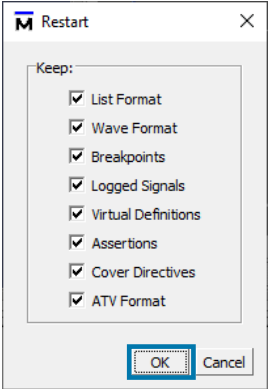 Restart
Keep:
List Format
Wave Format
Breakpoints
Logged Signals
Virtual Definitions
Assertions
Cover Directives
ATV Format
OK Cancel